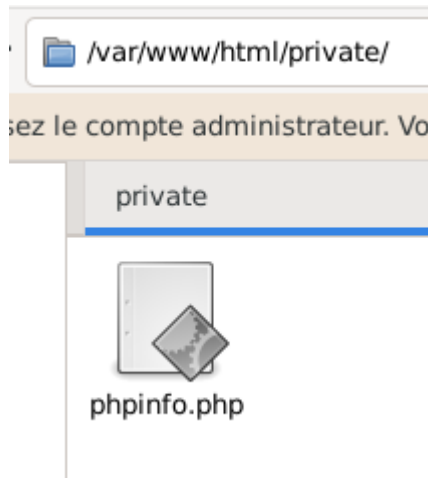 /var/www/html/private/
sez le compte administrateur. Vo
private
phpinfo.php